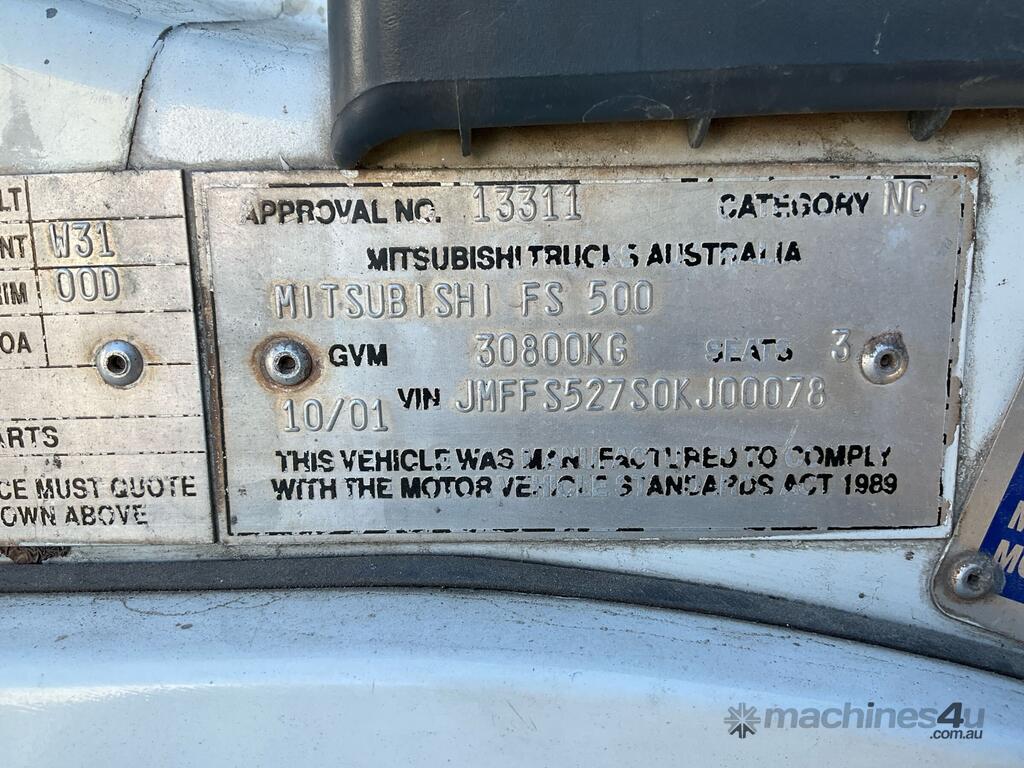 LT
NT W31
RIM 00D
OA
ARTS
CE MUST QUOTE
OWN ABOVE
APPROVAL NO. 13311 CATEGORY NC
MITSUBISHI TRUCKS AUSTRALIA
MITSUBISHI FS 500
GVM 30800KG SEATS 3
10/01 VIN JMFFS527S0KJ00078
THIS VEHICLE WAS MANUFACTURED TO COMPLY
WITH THE MOTOR VEHICLE STANDARDS ACT 1989
machines4u
.com.au